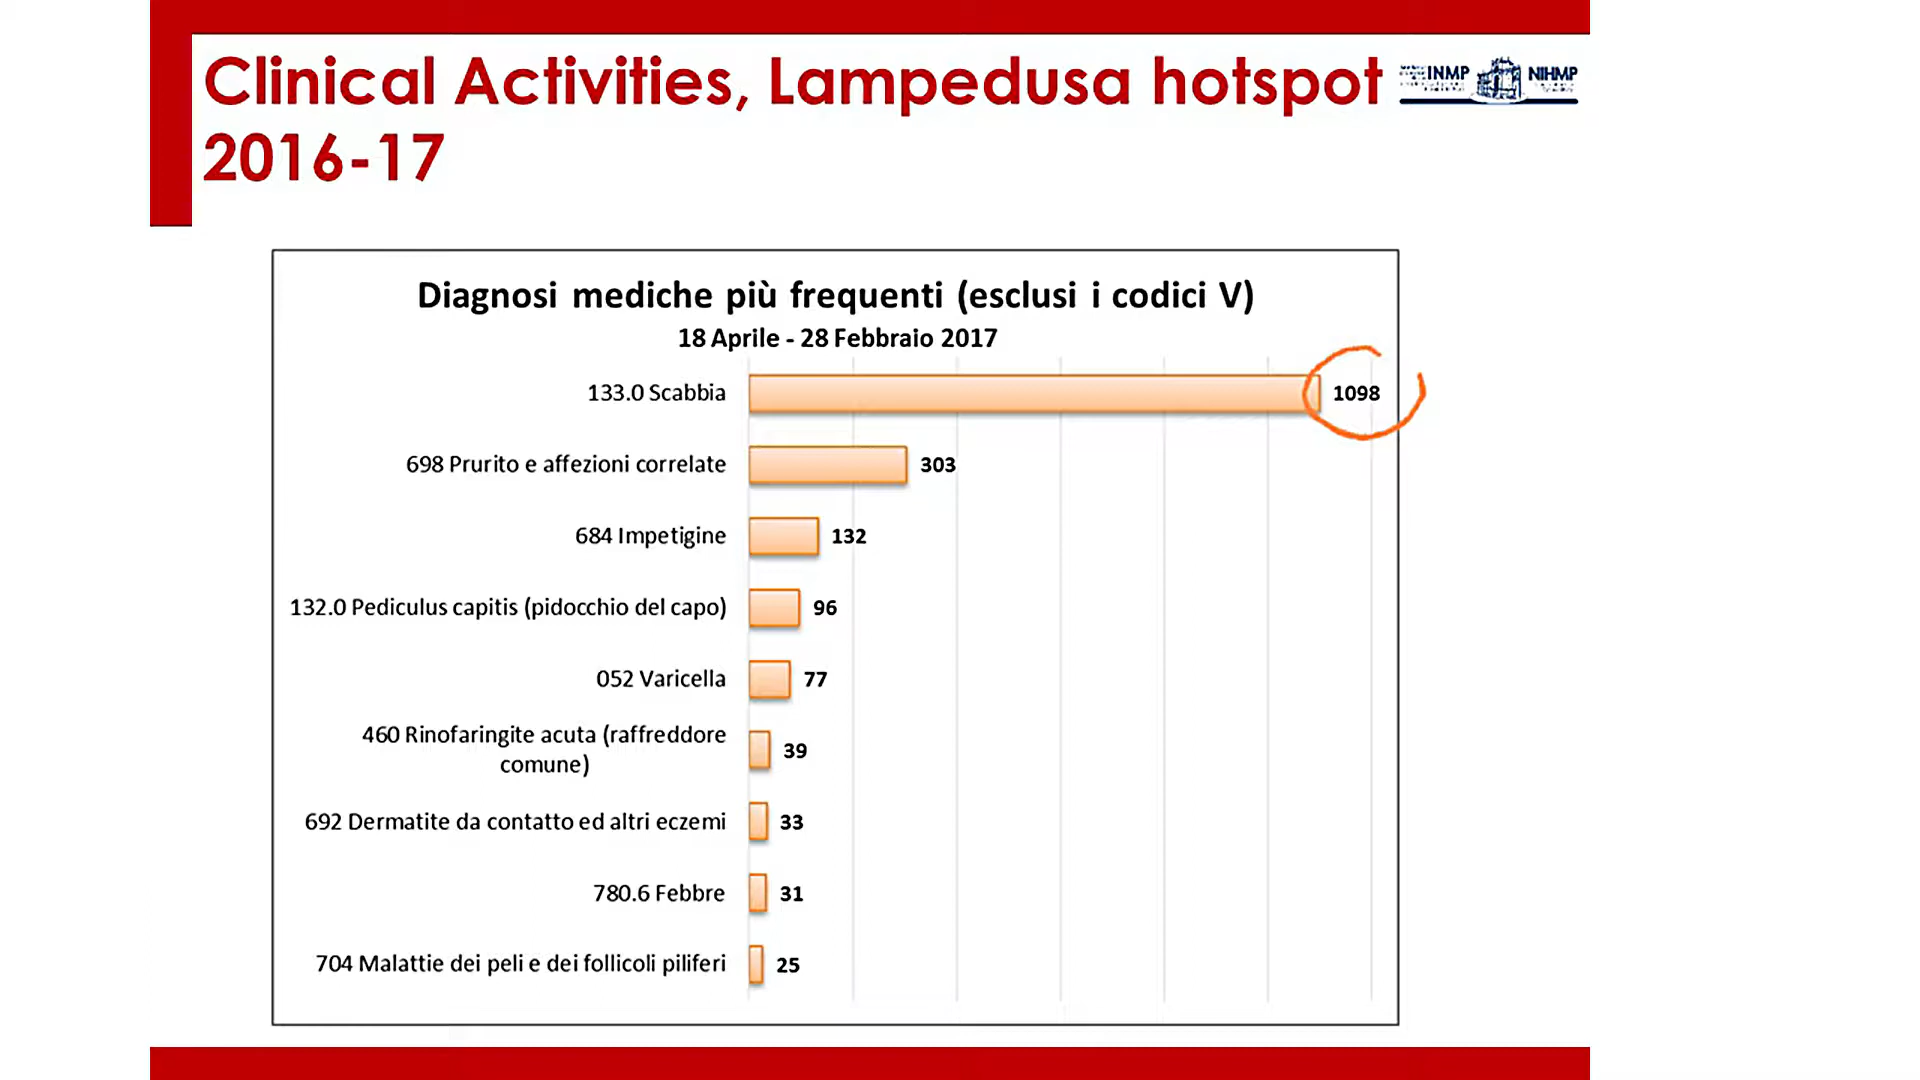 Clinical Activities, Lampedusa hotspot
2016-17
INMP
NIHMP
Diagnosi mediche più frequenti (esclusi i codici V)
18 Aprile - 28 Febbraio 2017
133.0 Scabbia 1098
698 Prurito e affezioni correlate 303
684 Impetigine 132
132.0 Pediculus capitis (pidocchio del capo) 96
052 Varicella 77
460 Rinofaringite acuta (raffreddore
comune) 39
692 Dermatite da contatto ed altri eczemi 33
780.6 Febbre 31
704 Malattie dei peli e dei follicoli piliferi 25